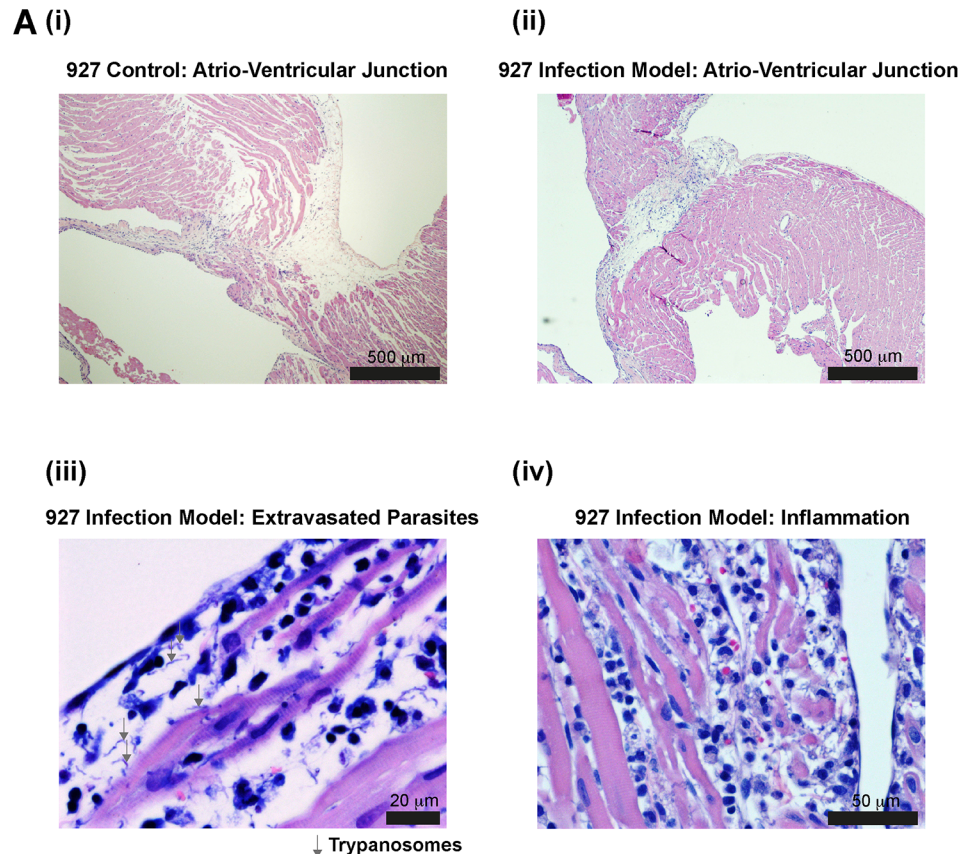 A (i)
(ii)
927 Control: Atrio-Ventricular Junction
927 Infection Model: Atrio-Ventricular Junction
500 µm
500 µm
(iii)
(iv)
927 Infection Model: Extravasated Parasites
927 Infection Model: Inflammation
20 µm
50 µm
Trypanosomes